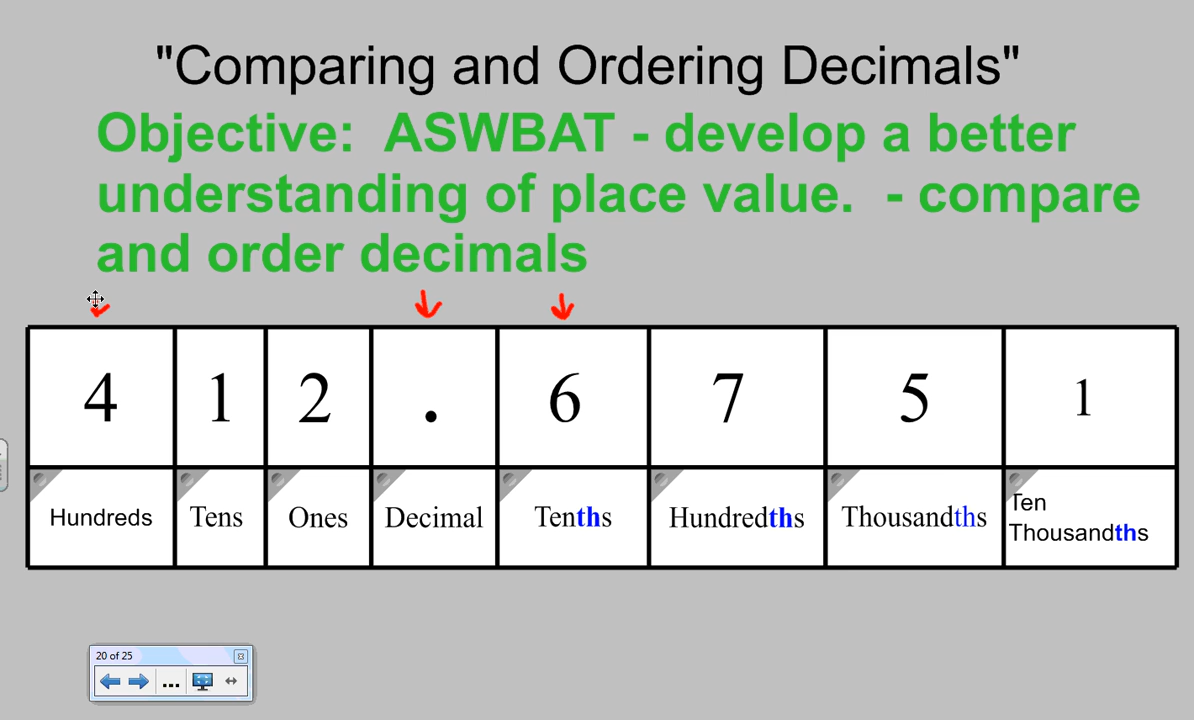 "Comparing and Ordering Decimals"
Objective:  ASWBAT - develop a better
understanding of place value.  - compare
and order decimals
4 1 2 . 6 7 5 1
Hundreds Tens Ones Decimal Tenths Hundredths Thousandths Ten
Thousandths
20 of 25
...